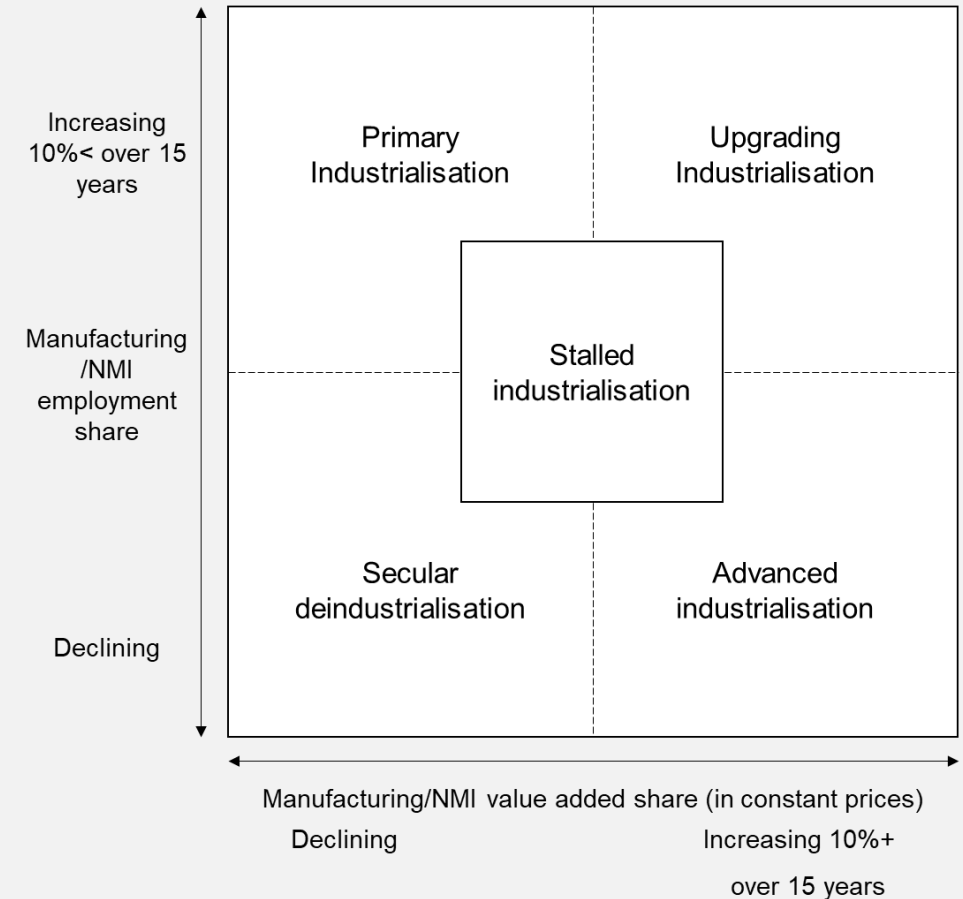 Increasing
10%< over 15
years
Primary
Industrialisation
Upgrading
Industrialisation
Manufacturing
/NMI
employment
share
Stalled
industrialisation
Secular
deindustrialisation
Advanced
industrialisation
Declining
Manufacturing/NMI value added share (in constant prices)
Declining
Increasing 10%+
over 15 years